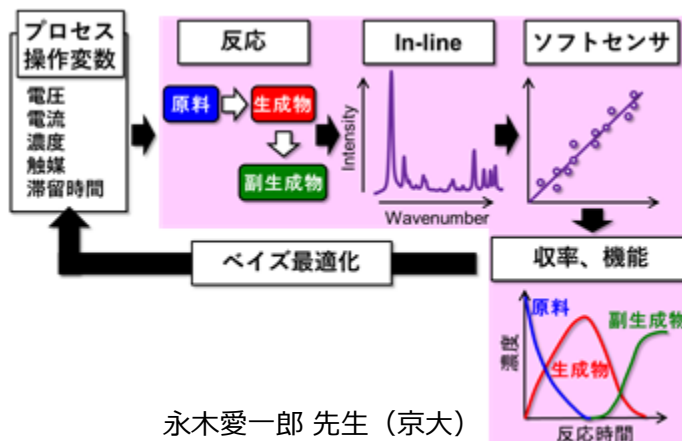 プロセス
操作変数
電圧
電流
濃度
触媒
滞留時間
反応
原料
生成物
副生成物
In-line
Intensity
Wavenumber
ソフトセンサ
収率、機能
ベイズ最適化
原料
副生成物
生成物
濃度
反応時間
永木愛一郎 先生（京大）